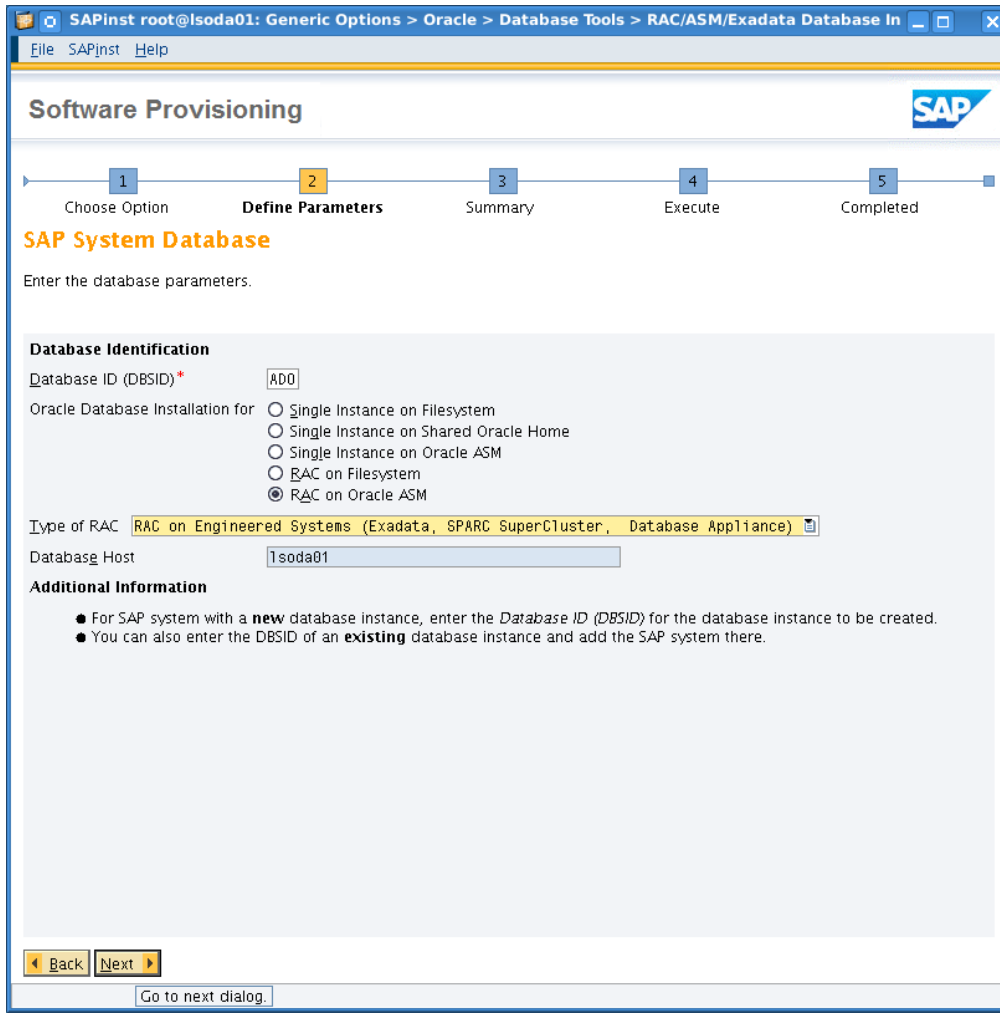 SAPinst root@lsoda01: Generic Options > Oracle > Database Tools > RAC/ASM/Exadata Database In
File SAPinst Help
Software Provisioning
SAP
1 2 3 4 5
Choose Option Define Parameters Summary Execute Completed
SAP System Database
Enter the database parameters.
Database Identification
Database ID (DBSID) * ADO
Oracle Database Installation for Single Instance on Filesystem
Single Instance on Shared Oracle Home
Single Instance on Oracle ASM
RAC on Filesystem
RAC on Oracle ASM
Type of RAC RAC on Engineered Systems (Exadata, SPARC SuperCluster, Database Appliance)
Database Host lsoda01
Additional Information
For SAP system with a new database instance, enter the Database ID (DBSID) for the database instance to be created.
You can also enter the DBSID of an existing database instance and add the SAP system there.
Back Next
Go to next dialog.